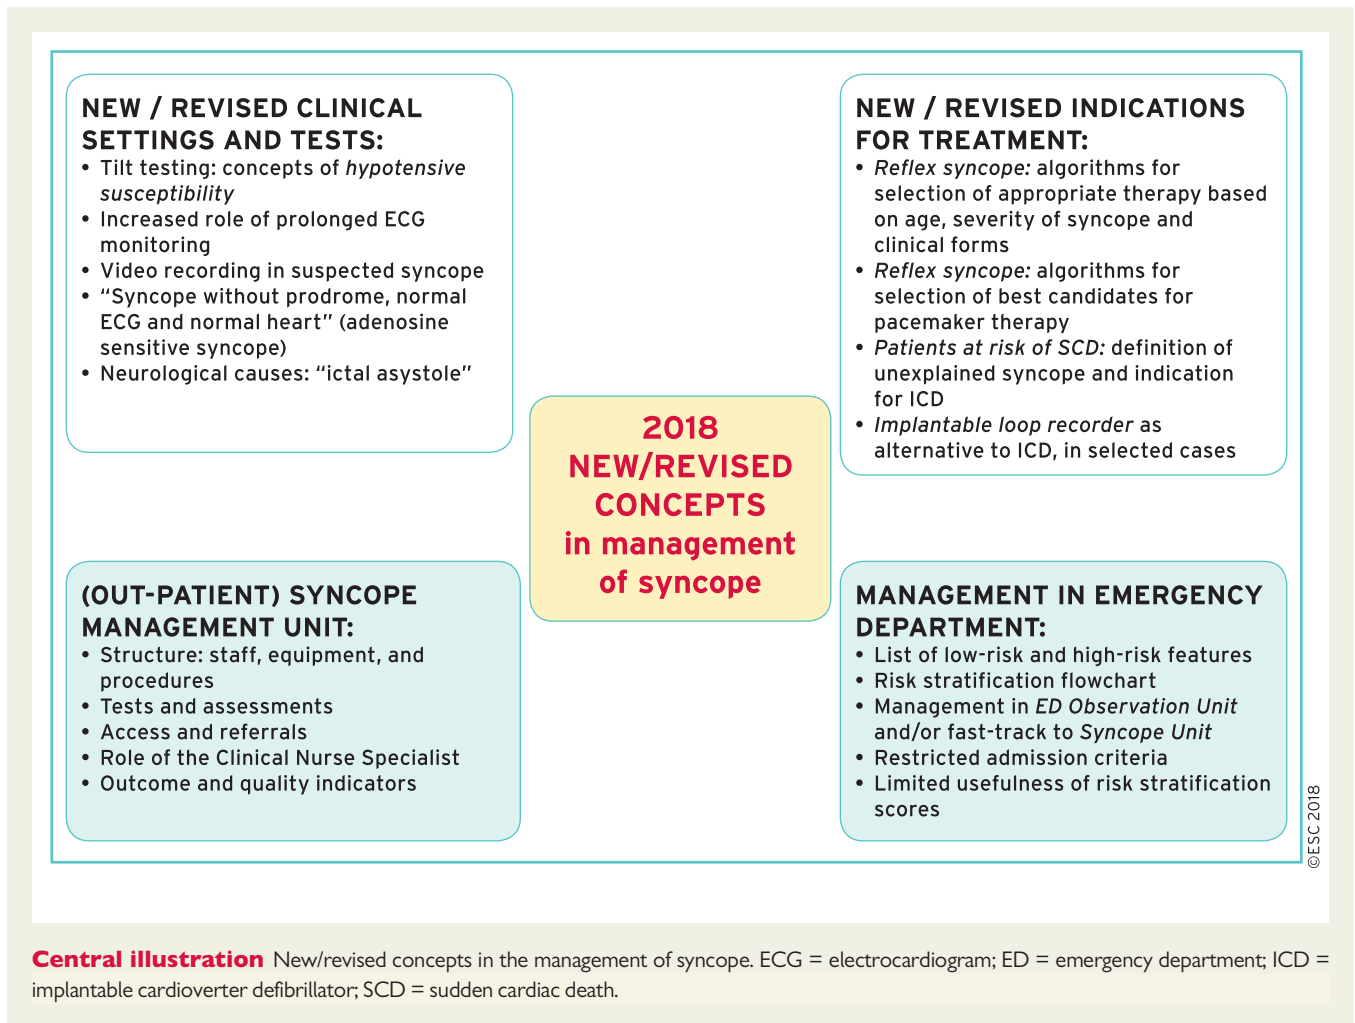 NEW / REVISED CLINICAL
SETTINGS AND TESTS:
• Tilt testing: concepts of hypotensive
susceptibility
• Increased role of prolonged ECG
monitoring
• Video recording in suspected syncope
• “Syncope without prodrome, normal
ECG and normal heart” (adenosine
sensitive syncope)
• Neurological causes: “ictal asystole”
NEW / REVISED INDICATIONS
FOR TREATMENT:
• Reflex syncope: algorithms for
selection of appropriate therapy based
on age, severity of syncope and
clinical forms
• Reflex syncope: algorithms for
selection of best candidates for
pacemaker therapy
• Patients at risk of SCD: definition of
unexplained syncope and indication
for ICD
• Implantable loop recorder as
alternative to ICD, in selected cases
2018
NEW/REVISED
CONCEPTS
in management
of syncope
(OUT-PATIENT) SYNCOPE
MANAGEMENT UNIT:
• Structure: staff, equipment, and
procedures
• Tests and assessments
• Access and referrals
• Role of the Clinical Nurse Specialist
• Outcome and quality indicators
MANAGEMENT IN EMERGENCY
DEPARTMENT:
• List of low-risk and high-risk features
• Risk stratification flowchart
• Management in ED Observation Unit
and/or fast-track to Syncope Unit
• Restricted admission criteria
• Limited usefulness of risk stratification
scores
©ESC 2018
Central illustration New/revised concepts in the management of syncope. ECG = electrocardiogram; ED = emergency department; ICD =
implantable cardioverter defibrillator; SCD = sudden cardiac death.